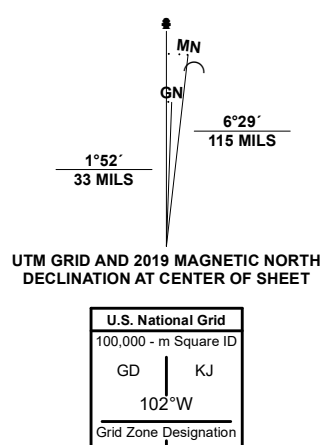 MN
GN
6°29´
115 MILS
1°52´
33 MILS
UTM GRID AND 2019 MAGNETIC NORTH
DECLINATION AT CENTER OF SHEET
U.S. National Grid
100,000 - m Square ID
GD KJ
102°W
Grid Zone Designation